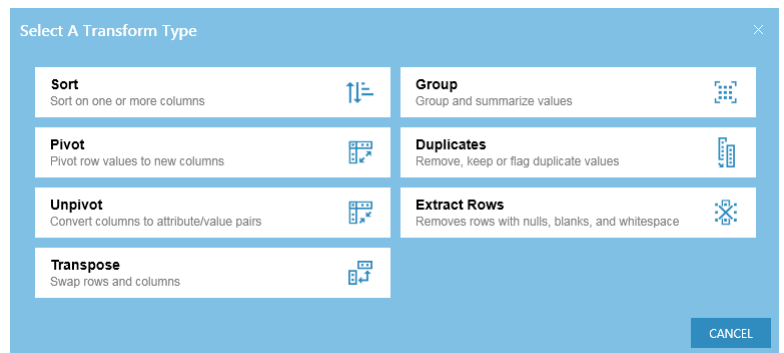 Select A Transform Type
Sort
Sort on one or more columns
Group
Group and summarize values
Pivot
Pivot row values to new columns
Duplicates
Remove, keep or flag duplicate values
Unpivot
Convert columns to attribute/value pairs
Extract Rows
Removes rows with nulls, blanks, and whitespace
Transpose
Swap rows and columns
CANCEL